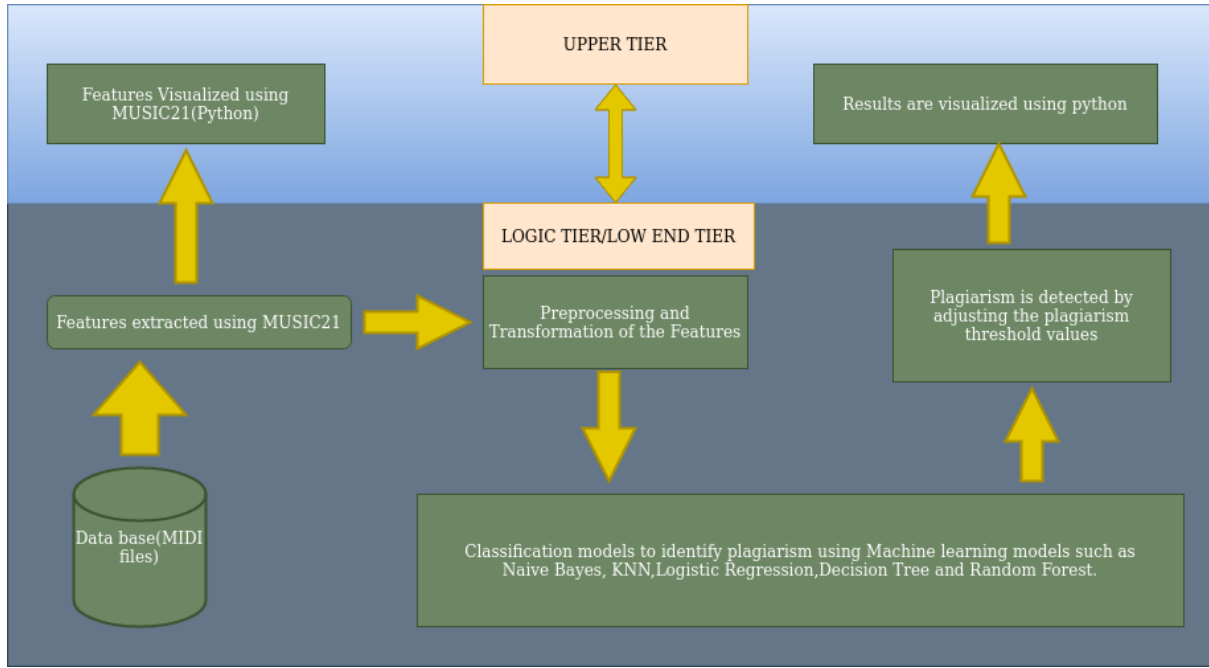 UPPER TIER
Features Visualized using
MUSIC21(Python)
Results are visualized using python
LOGIC TIER/LOW END TIER
Features extracted using MUSIC21
Preprocessing and
Transformation of the Features
Plagiarism is detected by
adjusting the plagiarism
threshold values
Data base(MIDI
files)
Classification models to identify plagiarism using Machine learning models such as
Naive Bayes, KNN,Logistic Regression,Decision Tree and Random Forest.